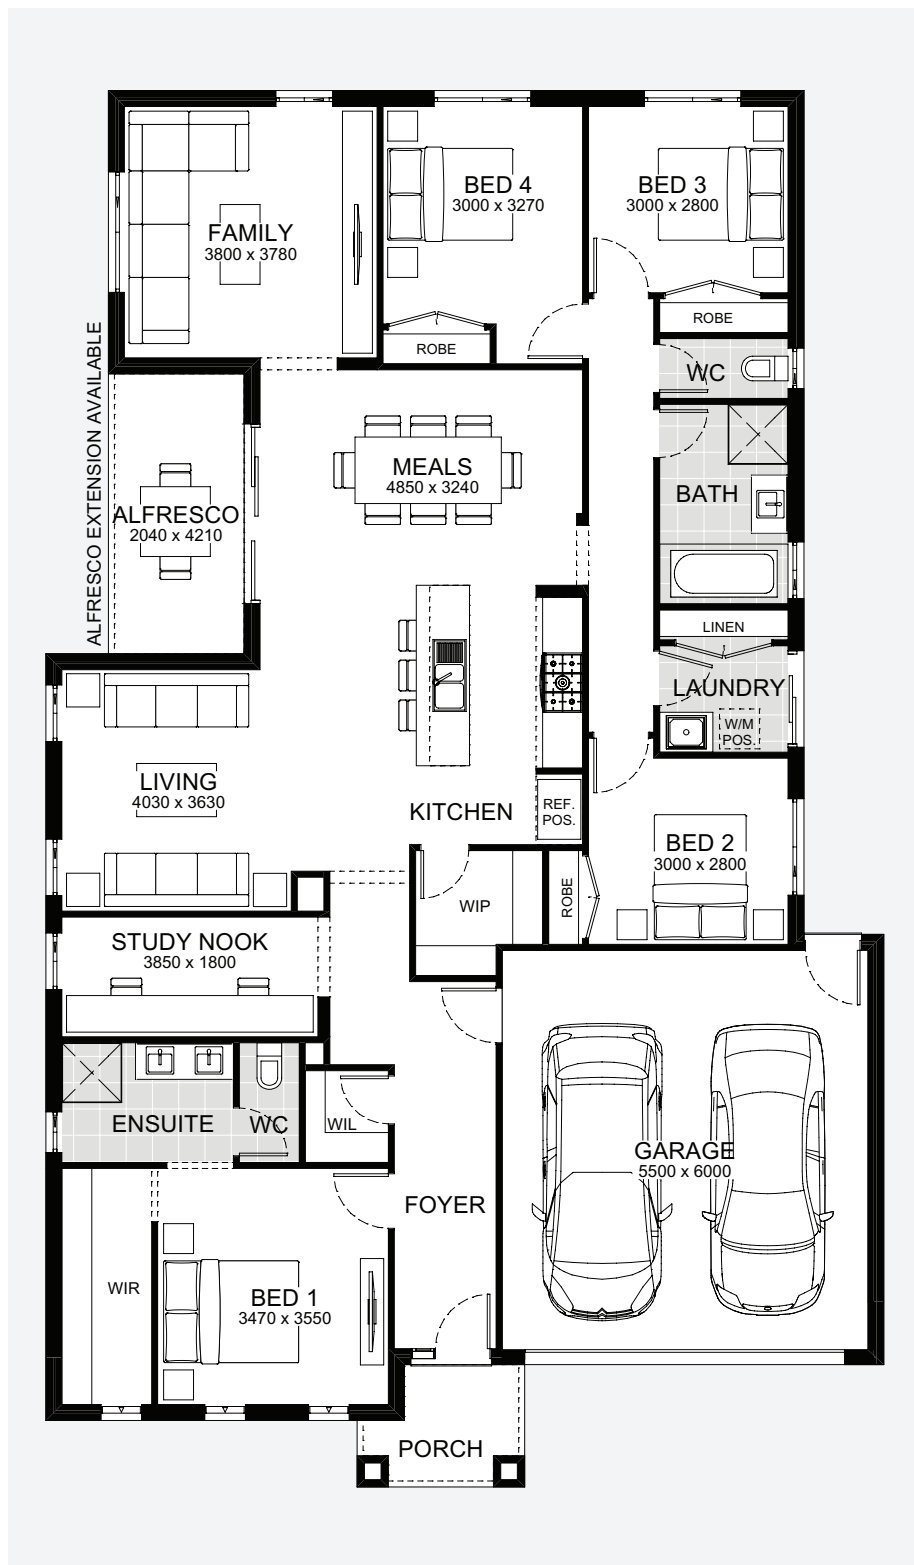 BED 4
3000 x 3270
BED 3
3000 x 2800
FAMILY
3800 x 3780
ROBE
ROBE
WC
ALFRESCO EXTENSION AVAILABLE
MEALS
4850 x 3240
BATH
ALFRESCO
2040 x 4210
LINEN
LAUNDRY
W/M
POS.
LIVING
4030 x 3630
KITCHEN
REF.
POS.
BED 2
3000 x 2800
ROBE
WIP
STUDY NOOK
3850 x 1800
ENSUITE
WC
WIL
GARAGE
5500 x 6000
FOYER
WIR
BED 1
3470 x 3550
PORCH